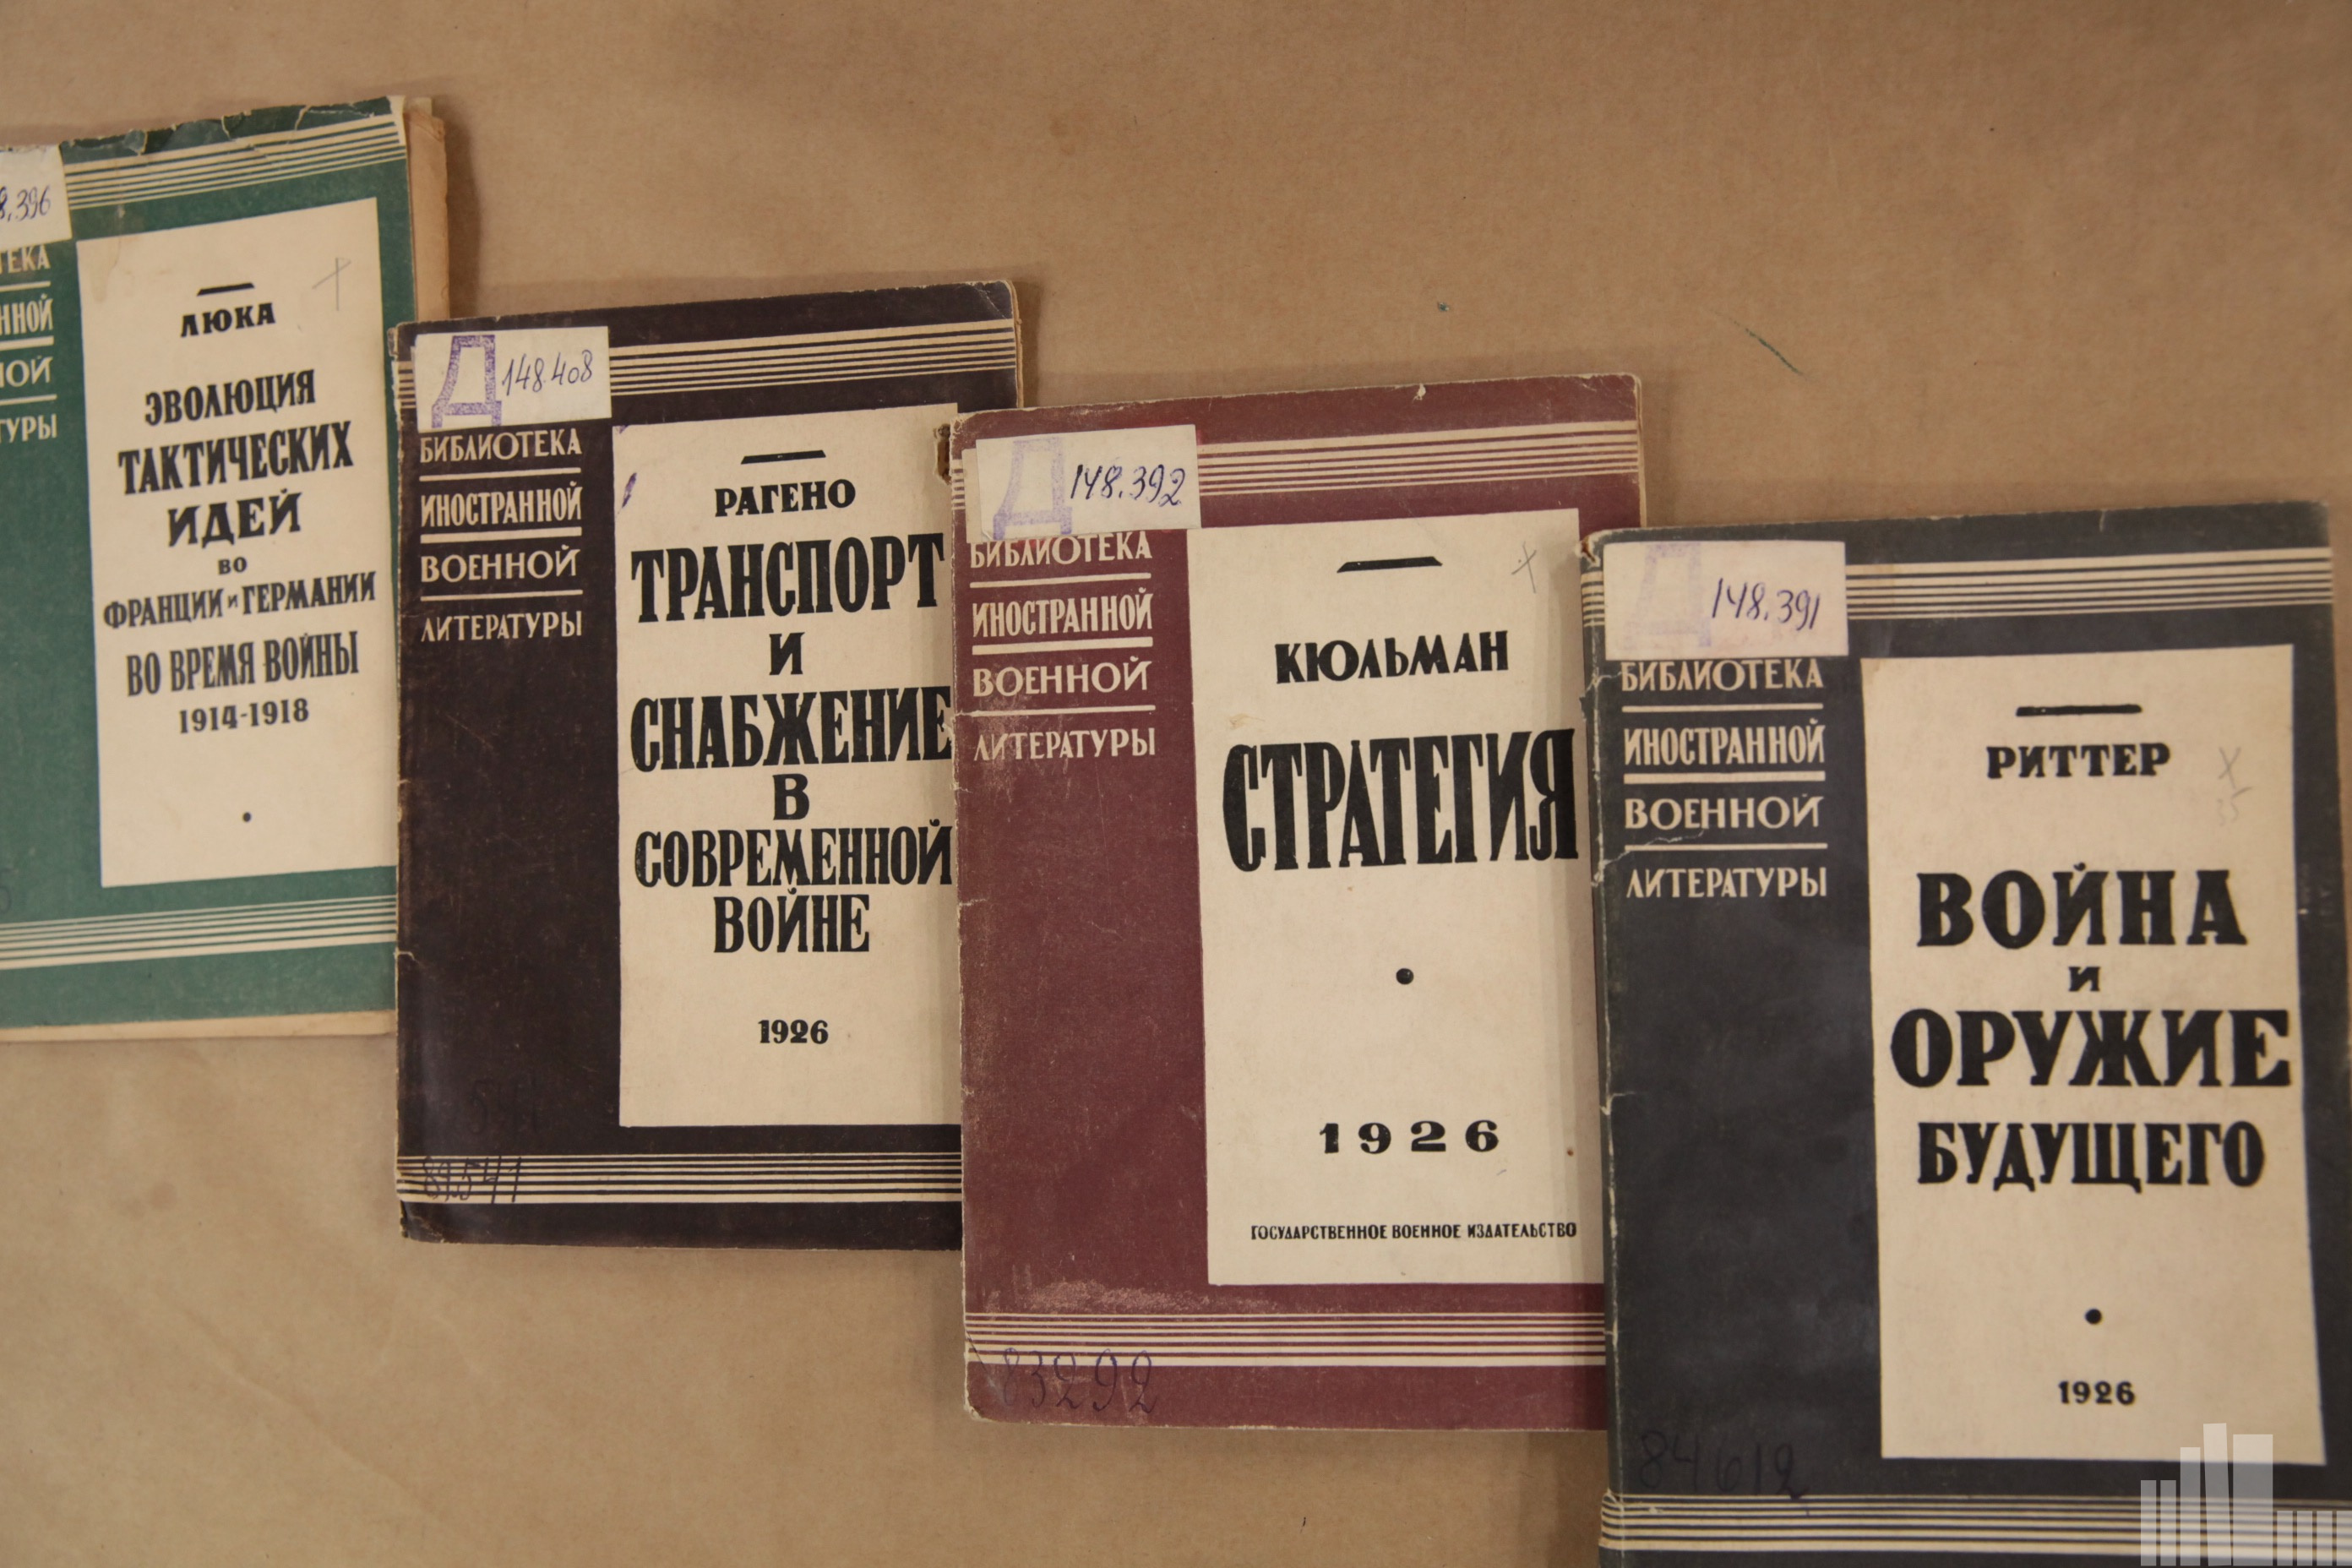 8.396
ТЕКА
ННОЙ
НОЙ
ТУРЫ
ЛЮКА
ЭВОЛЮЦИЯ
ТАКТИЧЕСКИХ
ИДЕЙ
ВО
ФРАНЦИИ и ГЕРМАНИИ
ВО ВРЕМЯ ВОЙНЫ
1914-1918
Д 148.408
БИБЛИОТЕКА
ИНОСТРАННОЙ
ВОЕННОЙ
ЛИТЕРАТУРЫ
РАГЕНО
ТРАНСПОРТ
И
СНАБЖЕНИЕ
В
СОВРЕМЕННОЙ
ВОЙНЕ
1926
Д 148.392
БИБЛИОТЕКА
ИНОСТРАННОЙ
ВОЕННОЙ
ЛИТЕРАТУРЫ
КЮЛЬМАН
СТРАТЕГИЯ
1926
ГОСУДАРСТВЕННОЕ ВОЕННОЕ ИЗДАТЕЛЬСТВО
83292
Д 148.391
БИБЛИОТЕКА
ИНОСТРАННОЙ
ВОЕННОЙ
ЛИТЕРАТУРЫ
РИТТЕР
ВОЙНА
И
ОРУЖИЕ
БУДУЩЕГО
1926
84612